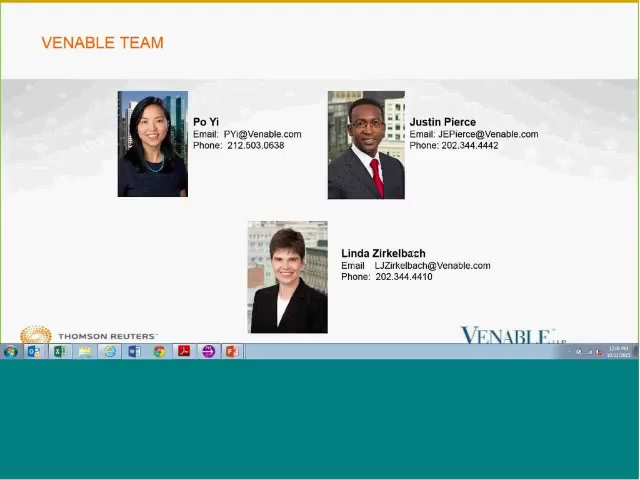 VENABLE TEAM
Po Yi
Email: PYi@Venable.com
Phone: 212.503.0638
Justin Pierce
Email: JEPierce@Venable.com
Phone: 202.344.4442
Linda Zirkelbach
Email LJZirkelbach@Venable.com
Phone: 202.344.4410
THOMSON REUTERS
VENABLE LLP